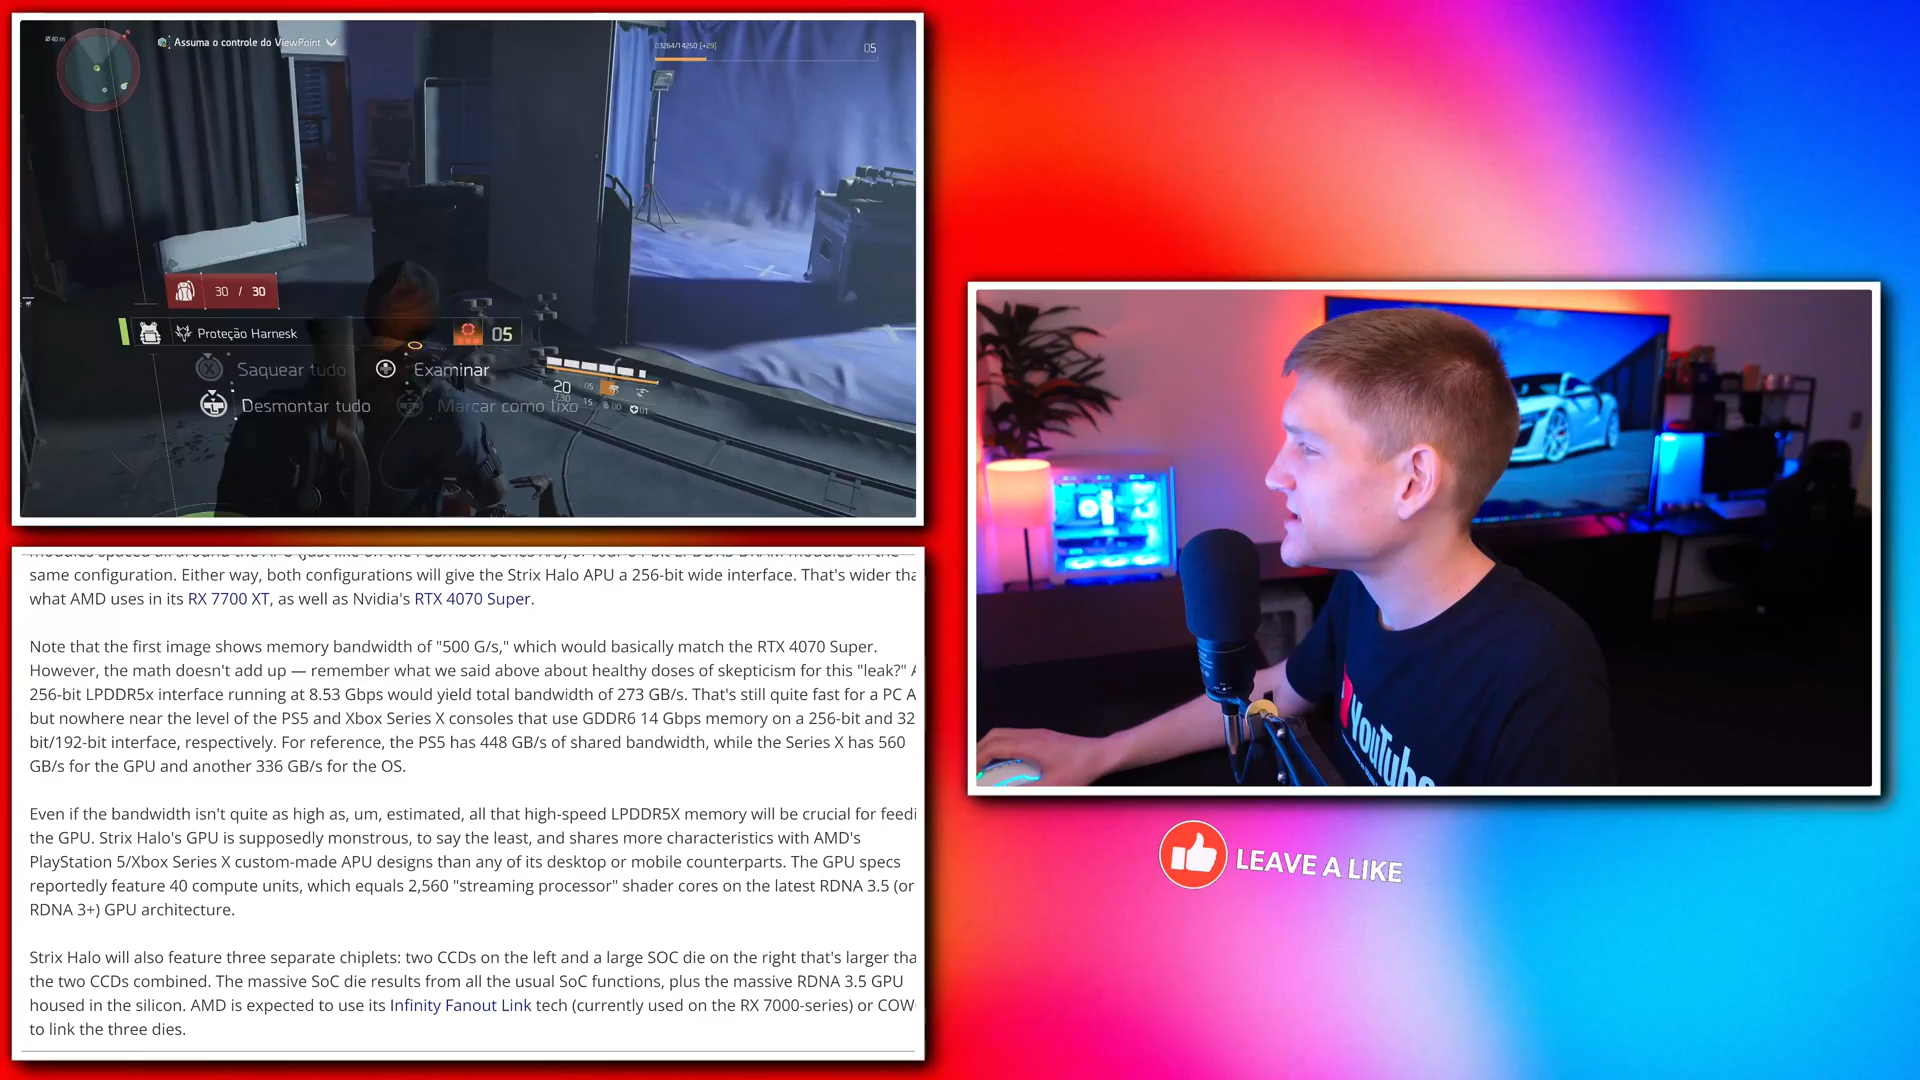 40 m
Assuma o controle do ViewPoint
03264/14250 [+29]
05
30 / 30
Proteção Harnesk
05
Saquear tudo
Examinar
Desmontar tudo
Marcar como lixo
20
05
15
01
same configuration. Either way, both configurations will give the Strix Halo APU a 256-bit wide interface. That's wider tha
what AMD uses in its RX 7700 XT, as well as Nvidia's RTX 4070 Super.
Note that the first image shows memory bandwidth of "500 G/s," which would basically match the RTX 4070 Super.
However, the math doesn't add up — remember what we said above about healthy doses of skepticism for this "leak?" A
256-bit LPDDR5x interface running at 8.53 Gbps would yield total bandwidth of 273 GB/s. That's still quite fast for a PC A
but nowhere near the level of the PS5 and Xbox Series X consoles that use GDDR6 14 Gbps memory on a 256-bit and 32
bit/192-bit interface, respectively. For reference, the PS5 has 448 GB/s of shared bandwidth, while the Series X has 560
GB/s for the GPU and another 336 GB/s for the OS.
Even if the bandwidth isn't quite as high as, um, estimated, all that high-speed LPDDR5X memory will be crucial for feedi
the GPU. Strix Halo's GPU is supposedly monstrous, to say the least, and shares more characteristics with AMD's
PlayStation 5/Xbox Series X custom-made APU designs than any of its desktop or mobile counterparts. The GPU specs
reportedly feature 40 compute units, which equals 2,560 "streaming processor" shader cores on the latest RDNA 3.5 (or
RDNA 3+) GPU architecture.
Strix Halo will also feature three separate chiplets: two CCDs on the left and a large SOC die on the right that's larger tha
the two CCDs combined. The massive SoC die results from all the usual SoC functions, plus the massive RDNA 3.5 GPU
housed in the silicon. AMD is expected to use its Infinity Fanout Link tech (currently used on the RX 7000-series) or COW
to link the three dies.
YouTube
LEAVE A LIKE